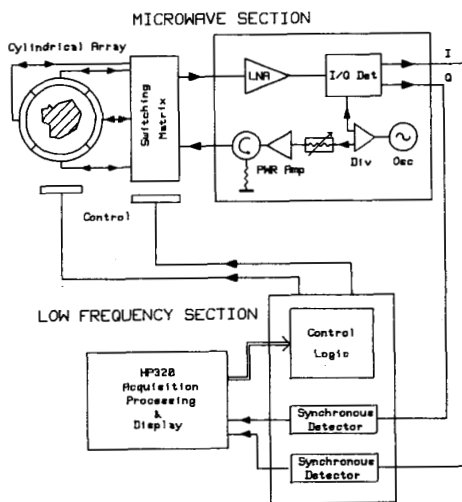 MICROWAVE SECTION
Cylindrical Array
Switching
Matrix
LNA
I/Q Det
I
Q
PWR Amp
Div
Osc
Control
LOW FREQUENCY SECTION
HP320
Acquisition
Processing
&
Display
Control
Logic
Synchronous
Detector
Synchronous
Detector